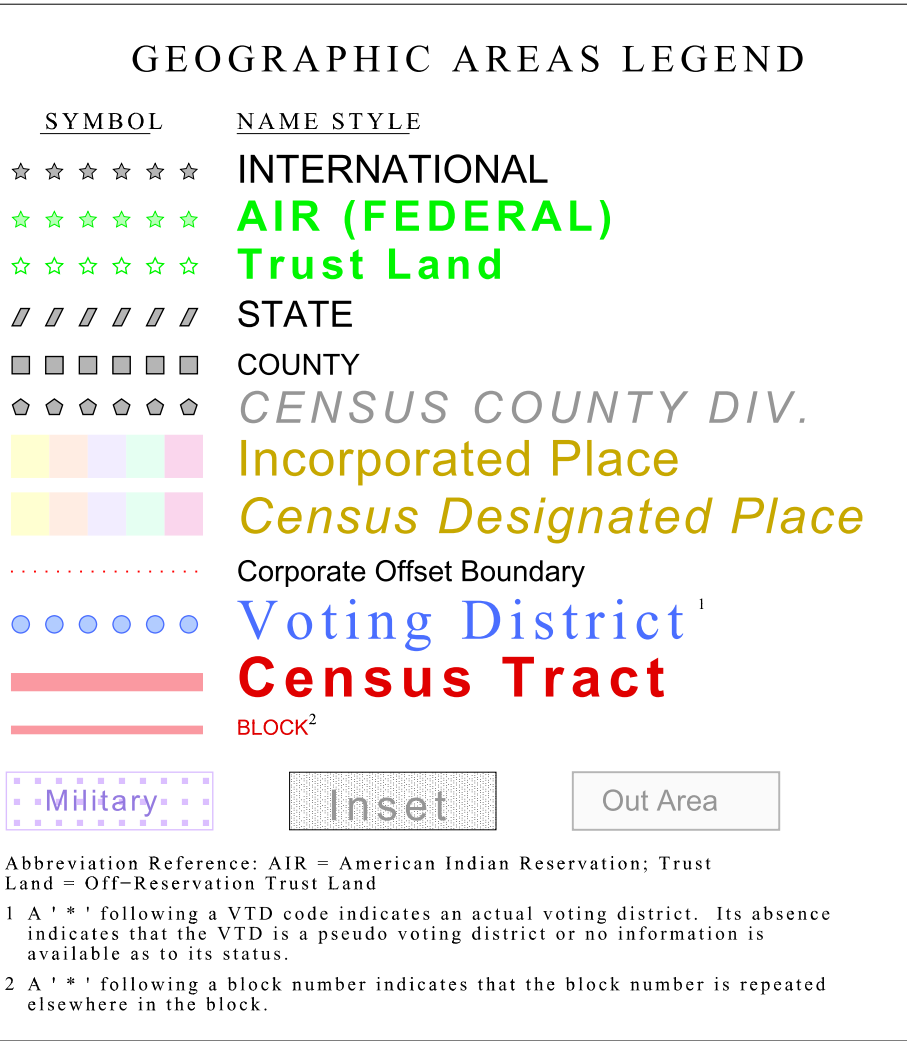 GEOGRAPHIC AREAS LEGEND
SYMBOL NAME STYLE
INTERNATIONAL
AIR (FEDERAL)
Trust Land
STATE
COUNTY
CENSUS COUNTY DIV.
Incorporated Place
Census Designated Place
Corporate Offset Boundary
Voting District 1
Census Tract
BLOCK2
Military Inset Out Area
Abbreviation Reference: AIR = American Indian Reservation; Trust
Land = Off−Reservation Trust Land
1 A ' * ' following a VTD code indicates an actual voting district. Its absence
indicates that the VTD is a pseudo voting district or no information is
available as to its status.
2 A ' * ' following a block number indicates that the block number is repeated
elsewhere in the block.